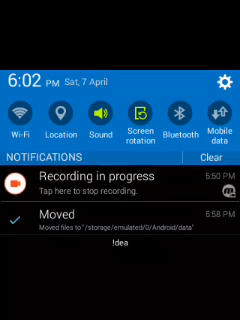 6:02 PM Sat, 7 April
Wi-Fi Location Sound Screen rotation Bluetooth Mobile data
NOTIFICATIONS Clear
Recording in progress 5:50 PM
Tap here to stop recording.
Moved 5:58 PM
Moved files to "/storage/emulated/0/Android/data"
!dea